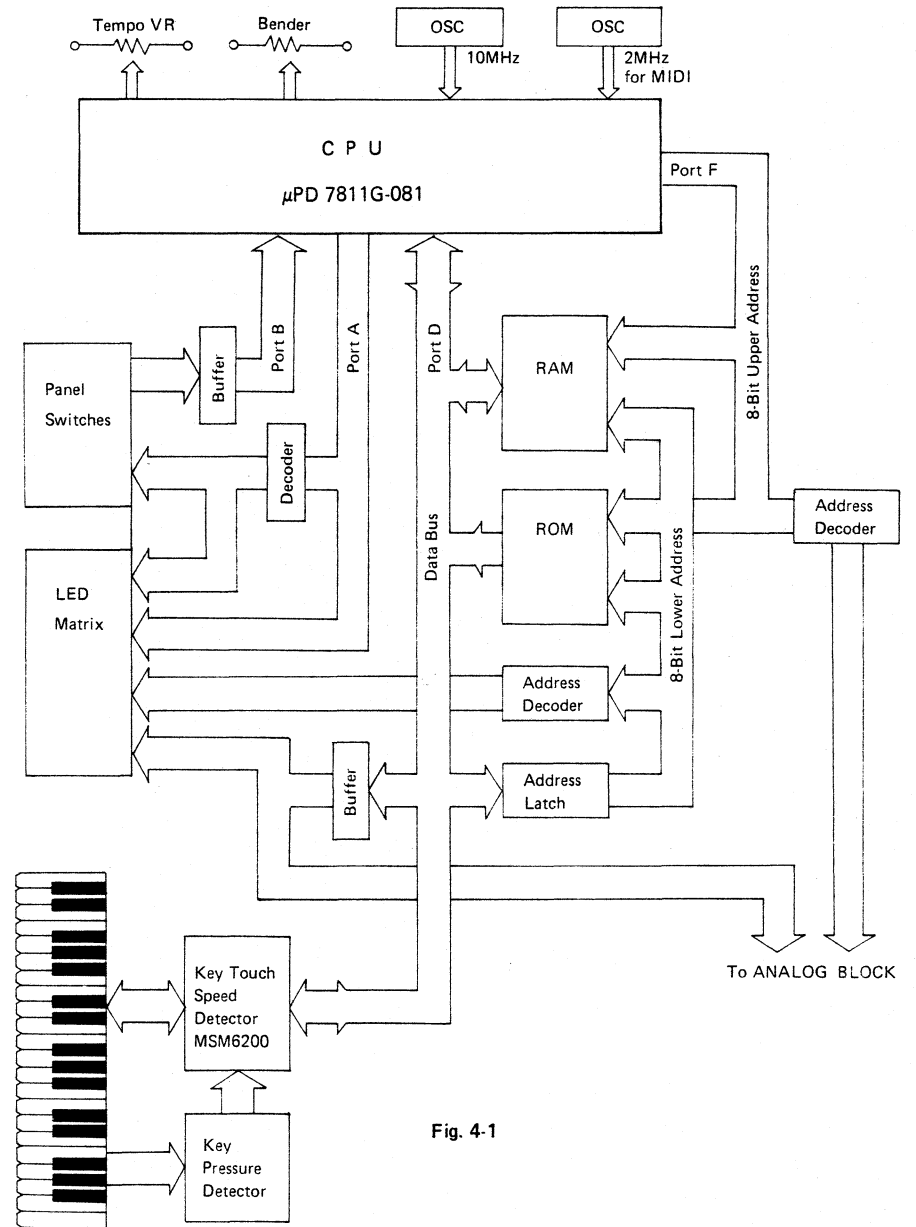 Tempo VR
Bender
OSC
OSC
10MHz
2MHz
for MIDI
C P U
μPD 7811G-081
Port F
Port B
Port A
Port D
8-Bit Upper Address
Panel
Switches
Buffer
RAM
Decoder
Data Bus
ROM
8-Bit Lower Address
Address
Decoder
LED
Matrix
Address
Decoder
Buffer
Address
Latch
To ANALOG BLOCK
Key Touch
Speed
Detector
MSM6200
Key
Pressure
Detector
Fig. 4-1